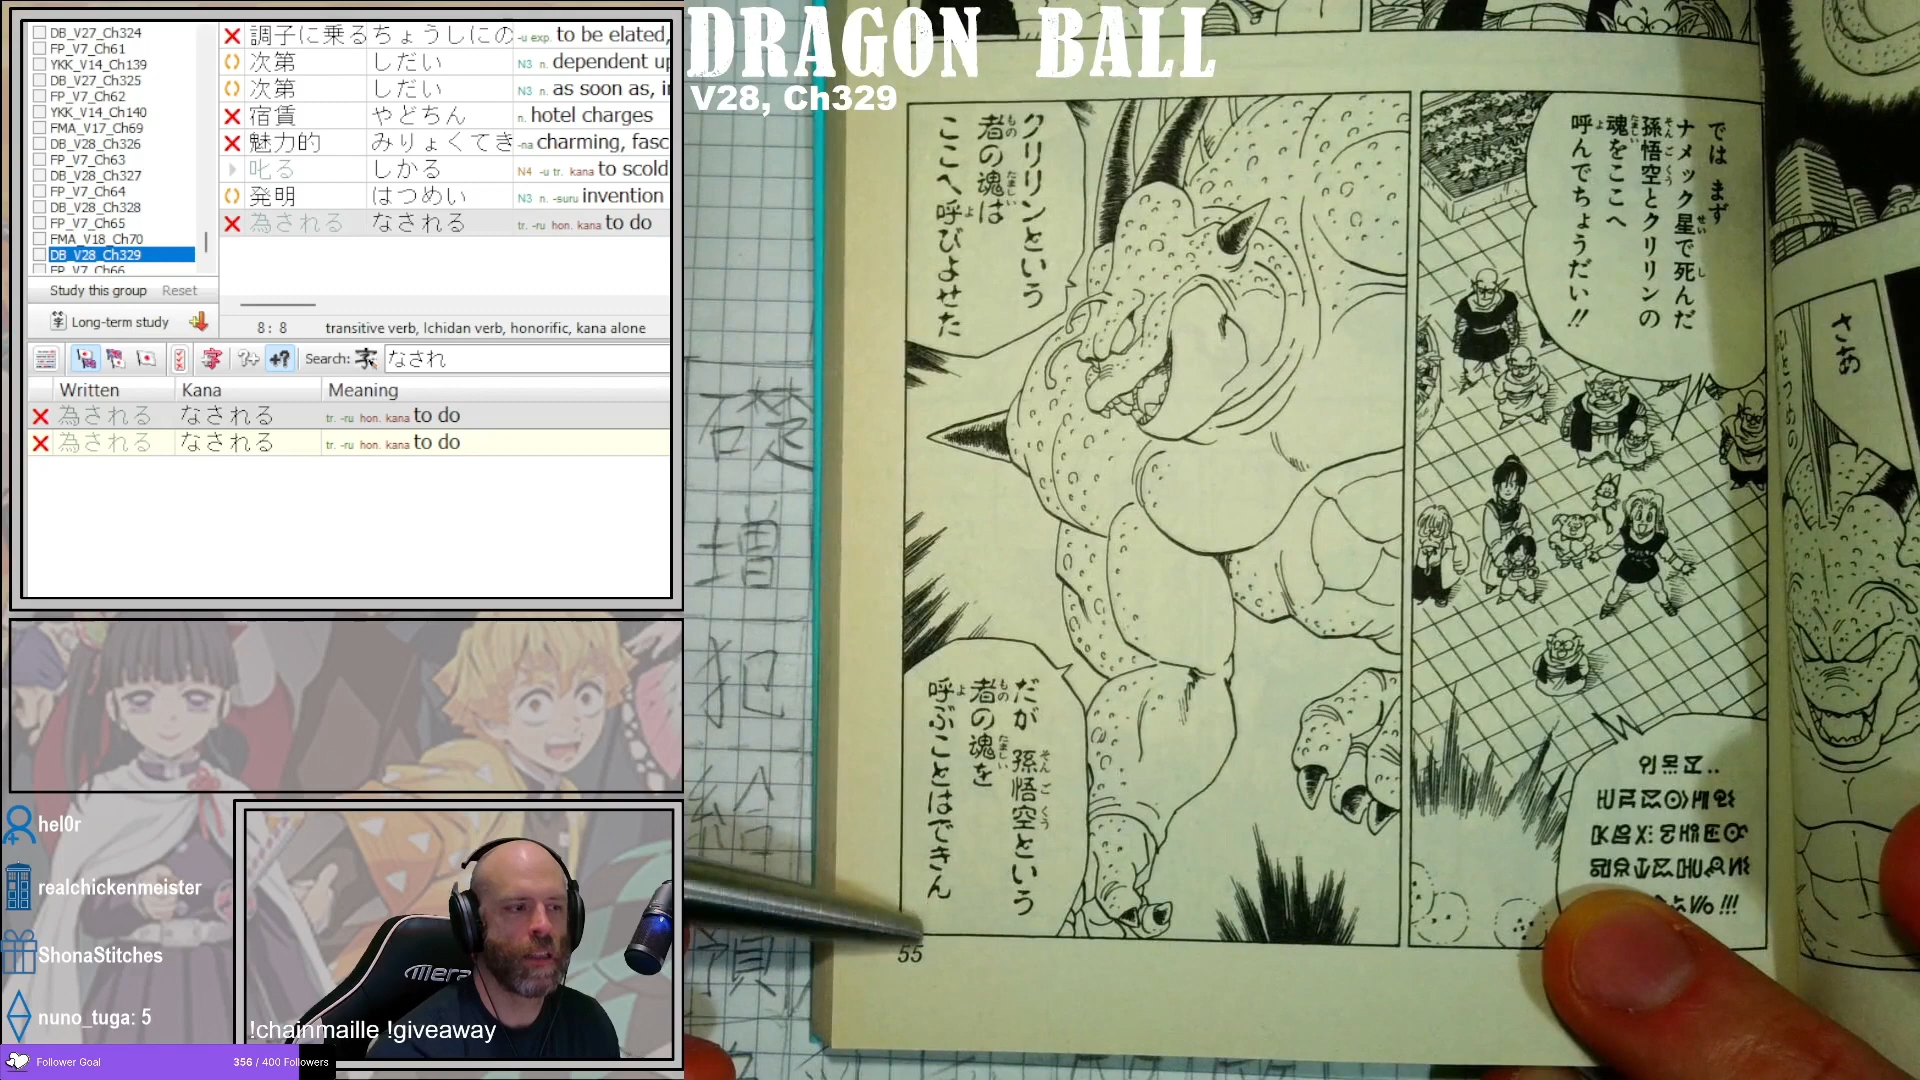 DB_V27_Ch324
FP_V7_Ch61
YKK_V14_Ch139
DB_V27_Ch325
FP_V7_Ch62
YKK_V14_Ch140
FMA_V17_Ch69
DB_V28_Ch326
FP_V7_Ch63
DB_V28_Ch327
FP_V7_Ch64
DB_V28_Ch328
FP_V7_Ch65
FMA_V18_Ch70
DB_V28_Ch329
FP_V7_Ch66
Study this group Reset
Long-term study
調子に乗る ちょうしにの -u exp. to be elated,
次第 しだい N3 n. dependent up
次第 しだい N3 n. as soon as, i
宿賃 やどちん n. hotel charges
魅力的 みりょくてき -na charming, fasc
叱る しかる N4 -u tr. kana to scold
発明 はつめい N3 n. -suru invention
為される なされる tr. -ru hon. kana to do
8: 8 transitive verb, Ichidan verb, honorific, kana alone
Search: なされ
Written Kana Meaning
為される なされる tr. -ru hon. kana to do
為される なされる tr. -ru hon. kana to do
DRAGON BALL
V28, Ch329
では まず
ナメック星で死んだ
孫悟空とクリリンの
魂をここへ
呼んでちょうだい!!
クリリンという
者の魂は
ここへ呼びよせた
だが 孫悟空という
者の魂を
呼ぶことはできん
さあ
55
礎
増
犯
hel0r
realchickenmeister
ShonaStitches
nuno_tuga: 5
mera
!chainmaille !giveaway
Follower Goal 356 / 400 Followers